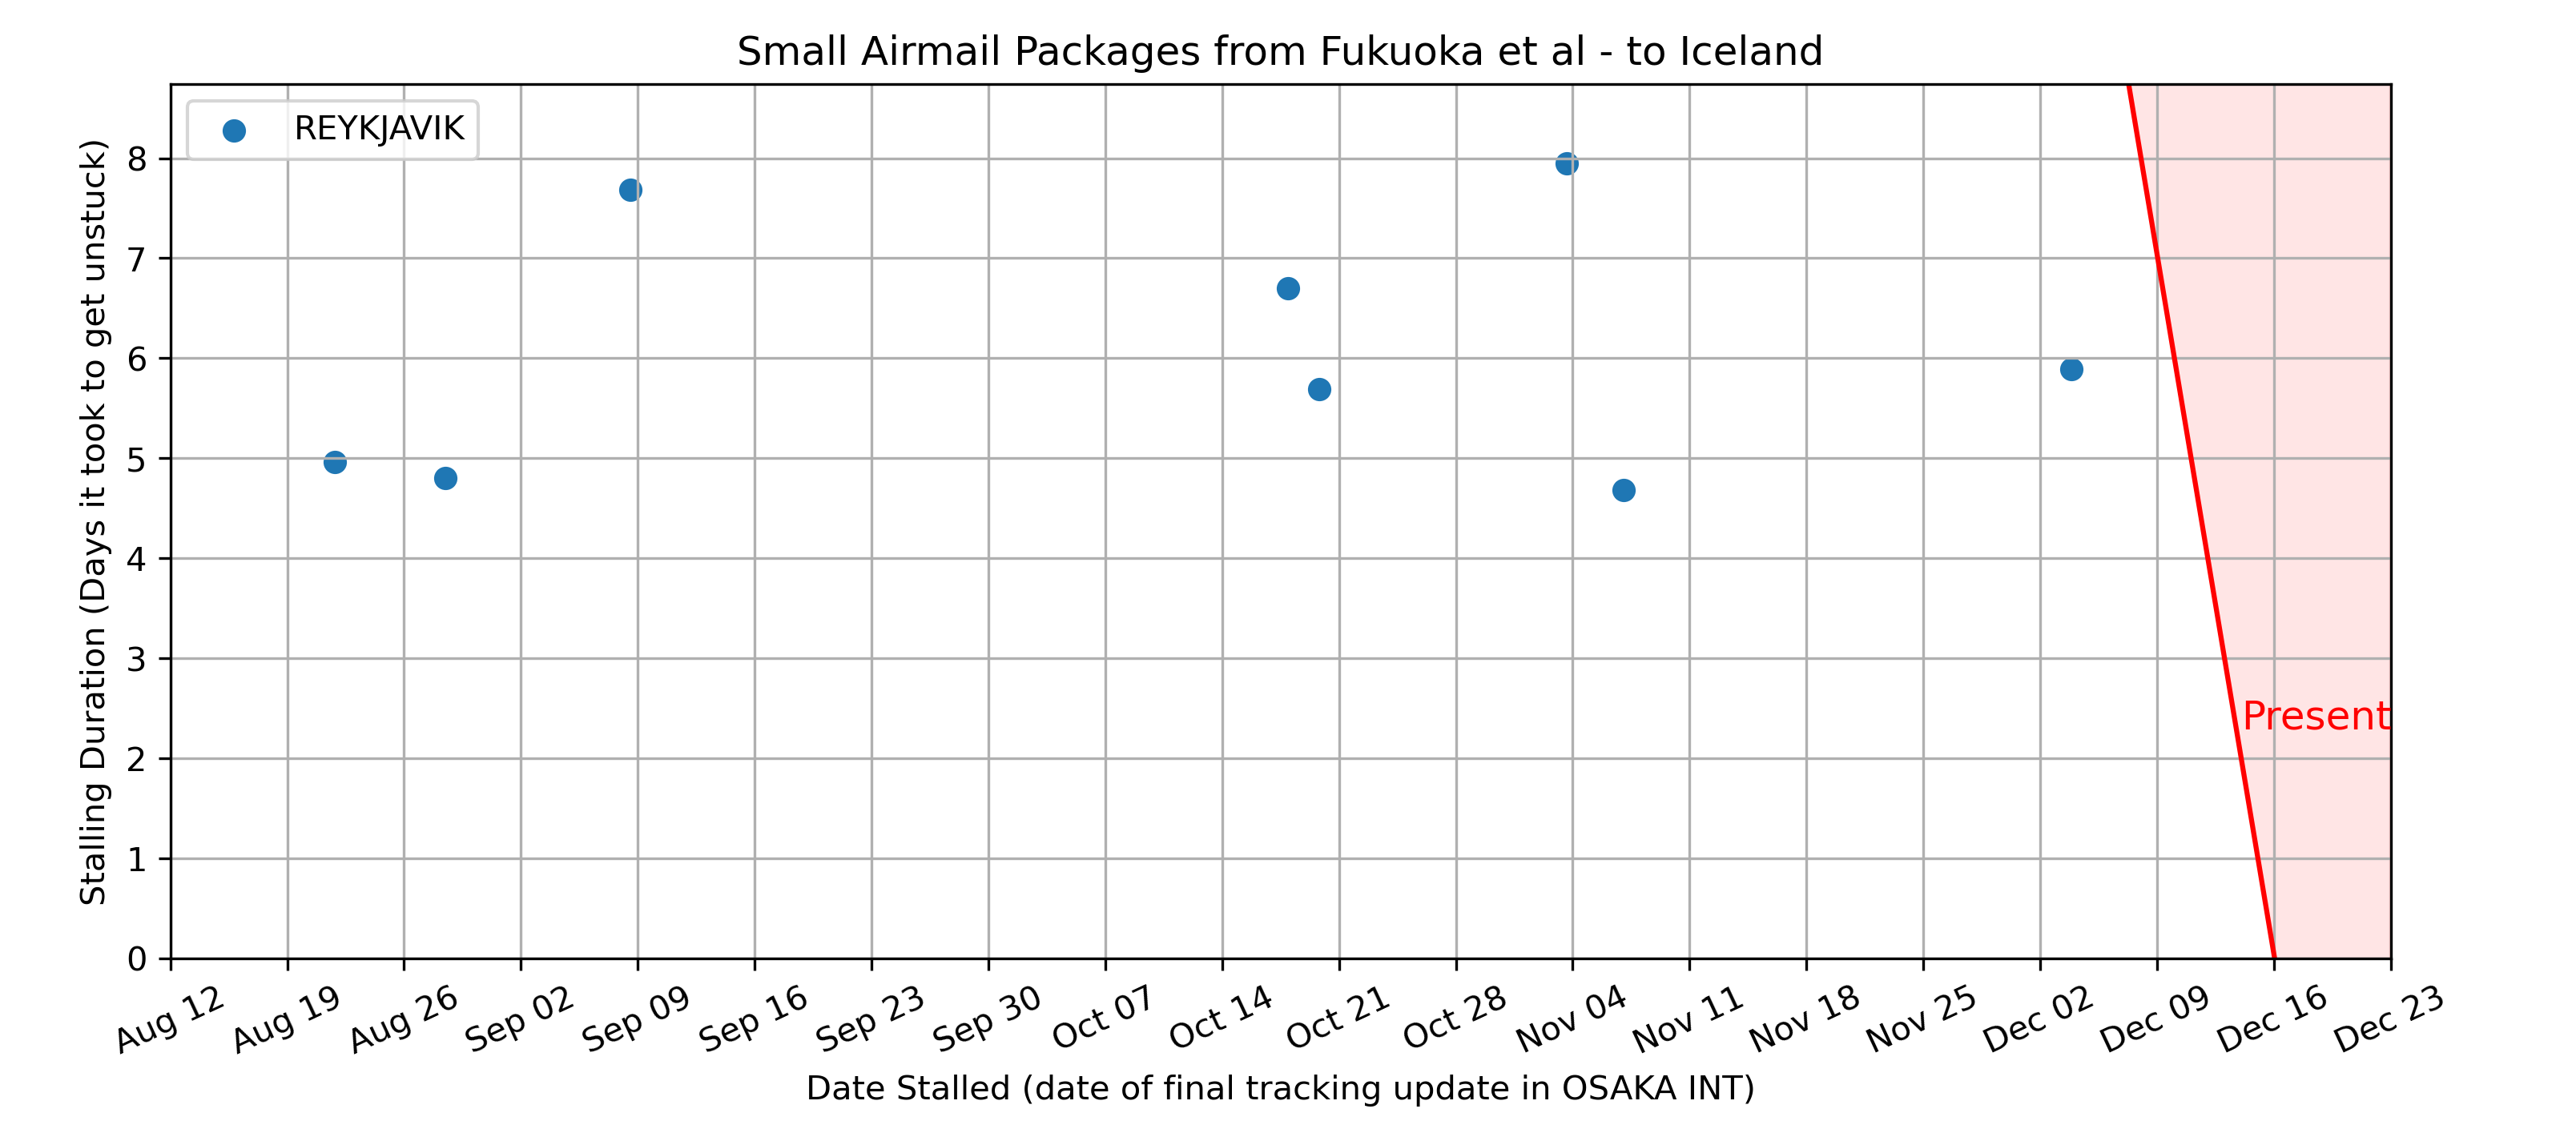 Small Airmail Packages from Fukuoka et al - to Iceland
REYKJAVIK
Stalling Duration (Days it took to get unstuck)
8
7
6
5
4
3
2
1
0
Present
Aug 12
Aug 19
Aug 26
Sep 02
Sep 09
Sep 16
Sep 23
Sep 30
Oct 07
Oct 14
Oct 21
Oct 28
Nov 04
Nov 11
Nov 18
Nov 25
Dec 02
Dec 09
Dec 16
Dec 23
Date Stalled (date of final tracking update in OSAKA INT)